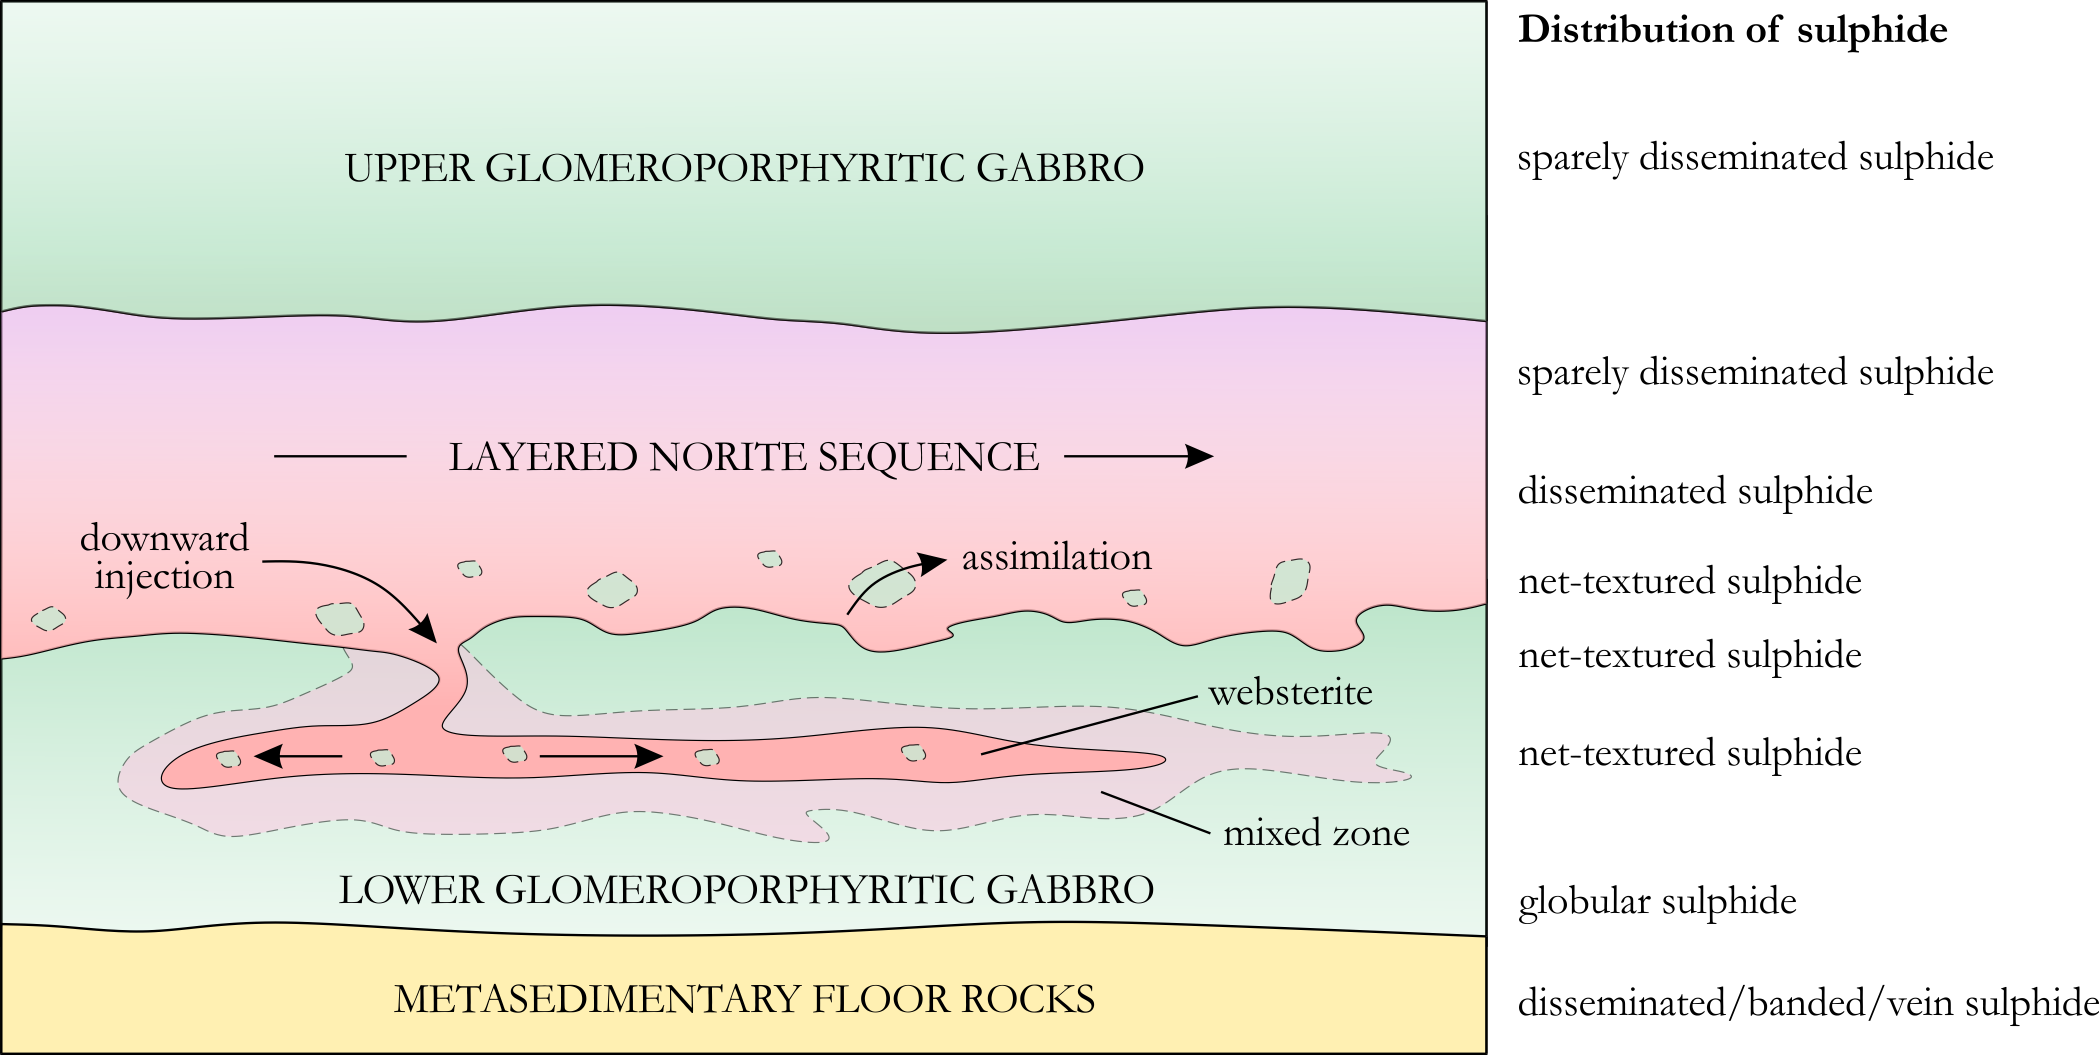 Distribution of sulphide
UPPER GLOMEROPORPHYRITIC GABBRO
sparely disseminated sulphide
sparely disseminated sulphide
LAYERED NORITE SEQUENCE
disseminated sulphide
downward
injection
assimilation
net-textured sulphide
net-textured sulphide
websterite
net-textured sulphide
mixed zone
LOWER GLOMEROPORPHYRITIC GABBRO
globular sulphide
METASEDIMENTARY FLOOR ROCKS
disseminated/banded/vein sulphide